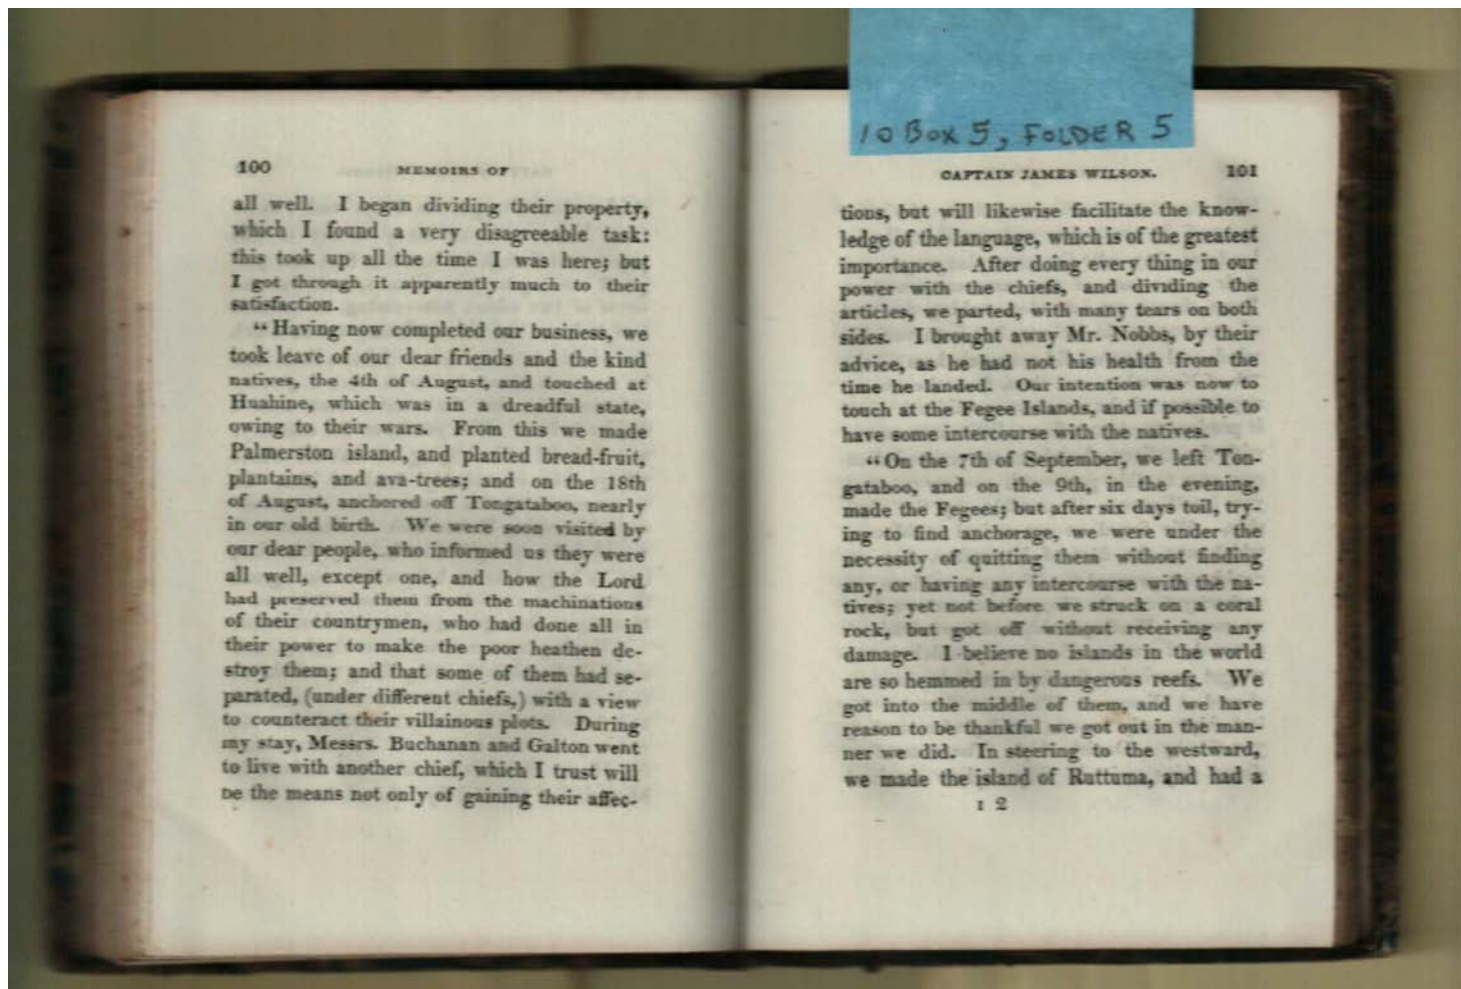 10 BOX 5, FOLDER 5
100 MEMOIRS OF
all well. I began dividing their property,
which I found a very disagreeable task:
this took up all the time I was here; but
I got through it apparently much to their
satisfaction.
“Having now completed our business, we
took leave of our dear friends and the kind
natives, the 4th of August, and touched at
Huahine, which was in a dreadful state,
owing to their wars. From this we made
Palmerston island, and planted bread-fruit,
plantains, and ava-trees; and on the 18th
of August, anchored off Tongataboo, nearly
in our old birth. We were soon visited by
our dear people, who informed us they were
all well, except one, and how the Lord
had preserved them from the machinations
of their countrymen, who had done all in
their power to make the poor heathen de-
stroy them; and that some of them had se-
parated, (under different chiefs,) with a view
to counteract their villainous plots. During
my stay, Messrs. Buchanan and Galton went
to live with another chief, which I trust will
be the means not only of gaining their affec-
CAPTAIN JAMES WILSON. 101
tions, but will likewise facilitate the know-
ledge of the language, which is of the greatest
importance. After doing every thing in our
power with the chiefs, and dividing the
articles, we parted, with many tears on both
sides. I brought away Mr. Nobbs, by their
advice, as he had not his health from the
time he landed. Our intention was now to
touch at the Fegee Islands, and if possible to
have some intercourse with the natives.
“On the 7th of September, we left Ton-
gataboo, and on the 9th, in the evening,
made the Fegees; but after six days toil, try-
ing to find anchorage, we were under the
necessity of quitting them without finding
any, or having any intercourse with the na-
tives; yet not before we struck on a coral
rock, but got off without receiving any
damage. I believe no islands in the world
are so hemmed in by dangerous reefs. We
got into the middle of them, and we have
reason to be thankful we got out in the man-
ner we did. In steering to the westward,
we made the island of Ruttuma, and had a
I 2